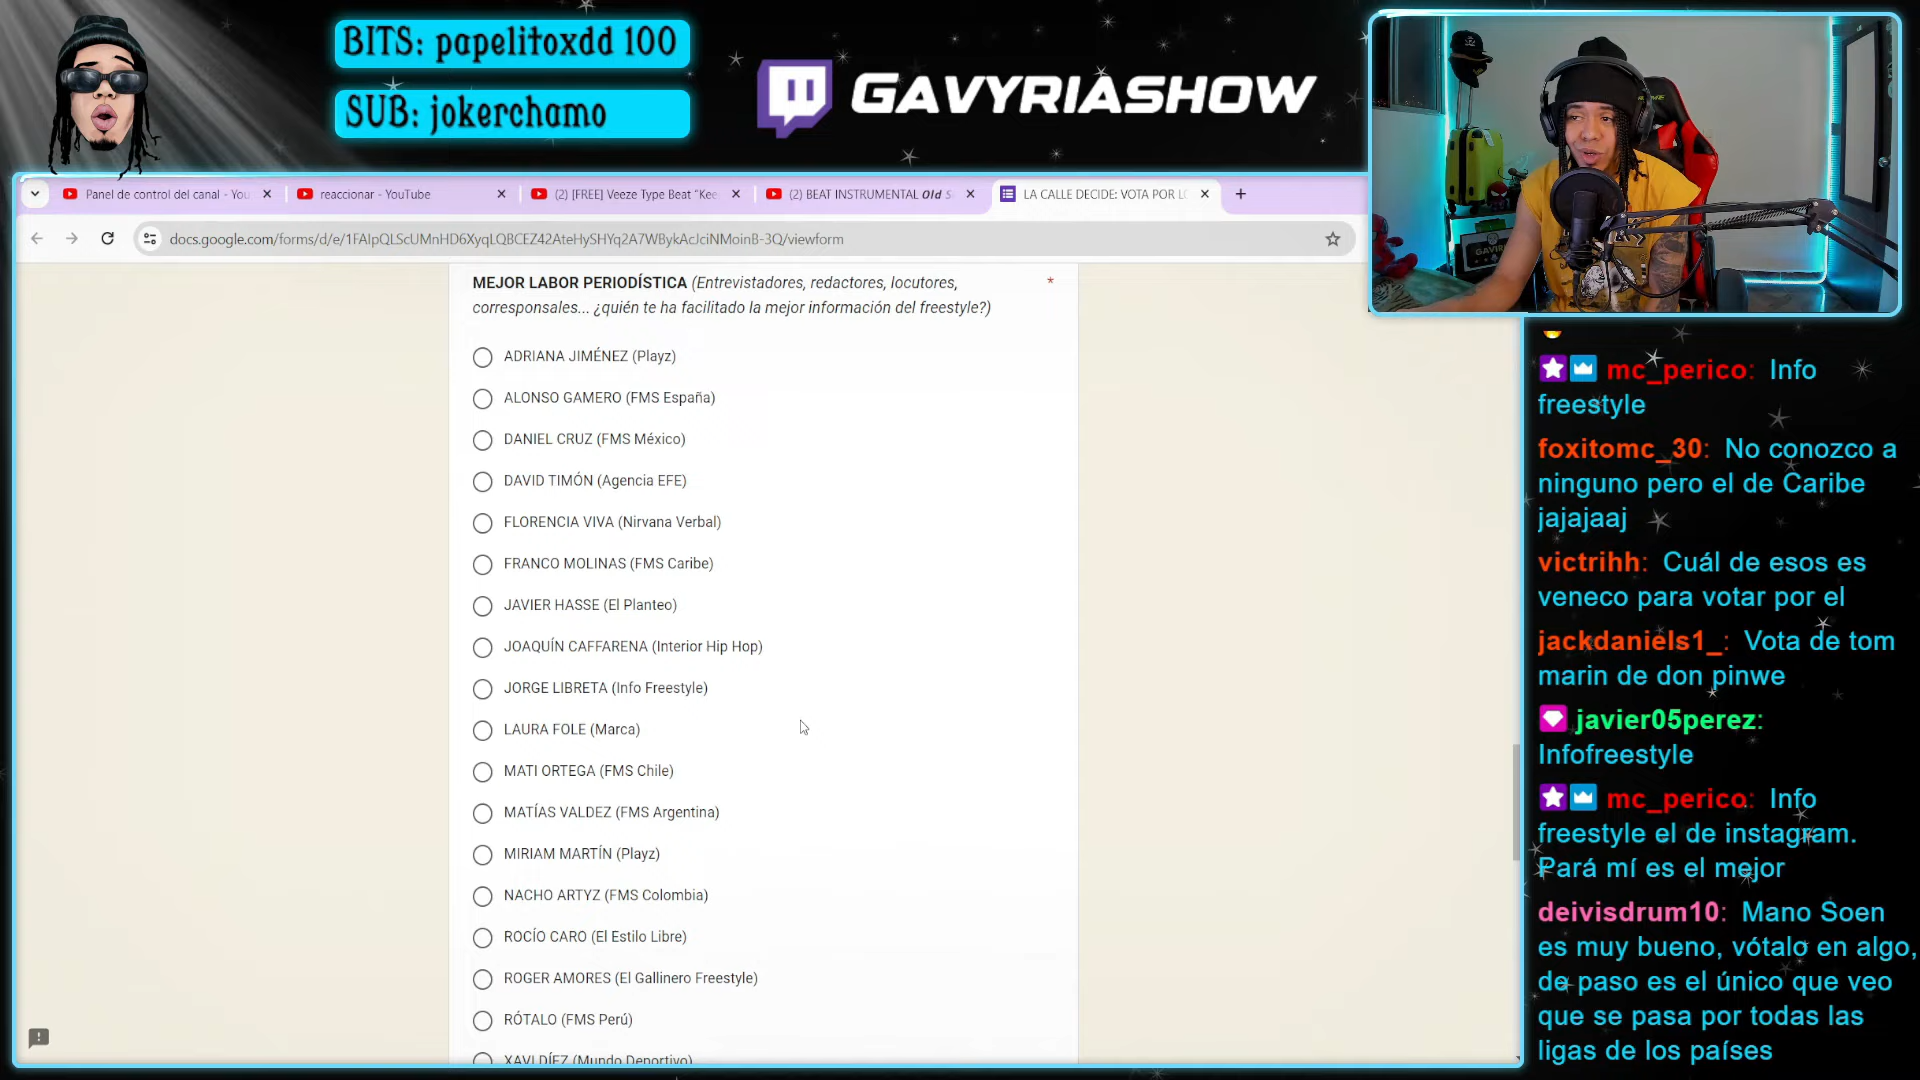 BITS: papelitoxdd 100
SUB: jokerchamo
GAVYRIASHOW
Panel de control del canal - You
reaccionar - YouTube
(2) [FREE] Veeze Type Beat "Kee
(2) BEAT INSTRUMENTAL Old S
LA CALLE DECIDE: VOTA POR LO
docs.google.com/forms/d/e/1FAIpQLScUMnHD6XyqLQBCEZ42AteHySHYq2A7WBykAcJciNMoinB-3Q/viewform
MEJOR LABOR PERIODÍSTICA (Entrevistadores, redactores, locutores, *
corresponsales... ¿quién te ha facilitado la mejor información del freestyle?)
ADRIANA JIMÉNEZ (Playz)
ALONSO GAMERO (FMS España)
DANIEL CRUZ (FMS México)
DAVID TIMÓN (Agencia EFE)
FLORENCIA VIVA (Nirvana Verbal)
FRANCO MOLINAS (FMS Caribe)
JAVIER HASSE (El Planteo)
JOAQUÍN CAFFARENA (Interior Hip Hop)
JORGE LIBRETA (Info Freestyle)
LAURA FOLE (Marca)
MATI ORTEGA (FMS Chile)
MATÍAS VALDEZ (FMS Argentina)
MIRIAM MARTÍN (Playz)
NACHO ARTYZ (FMS Colombia)
ROCÍO CARO (El Estilo Libre)
ROGER AMORES (El Gallinero Freestyle)
RÓTALO (FMS Perú)
XAVI DÍEZ (Mundo Deportivo)
mc_perico: Info
freestyle
foxitomc_30: No conozco a
ninguno pero el de Caribe
jajajaaj
victrihh: Cuál de esos es
veneco para votar por el
jackdaniels1_: Vota de tom
marin de don pinwe
javier05perez:
Infofreestyle
mc_perico: Info
freestyle el de instagram.
Pará mí es el mejor
deivisdrum10: Mano Soen
es muy bueno, vótalo en algo,
de paso es el único que veo
que se pasa por todas las
ligas de los países